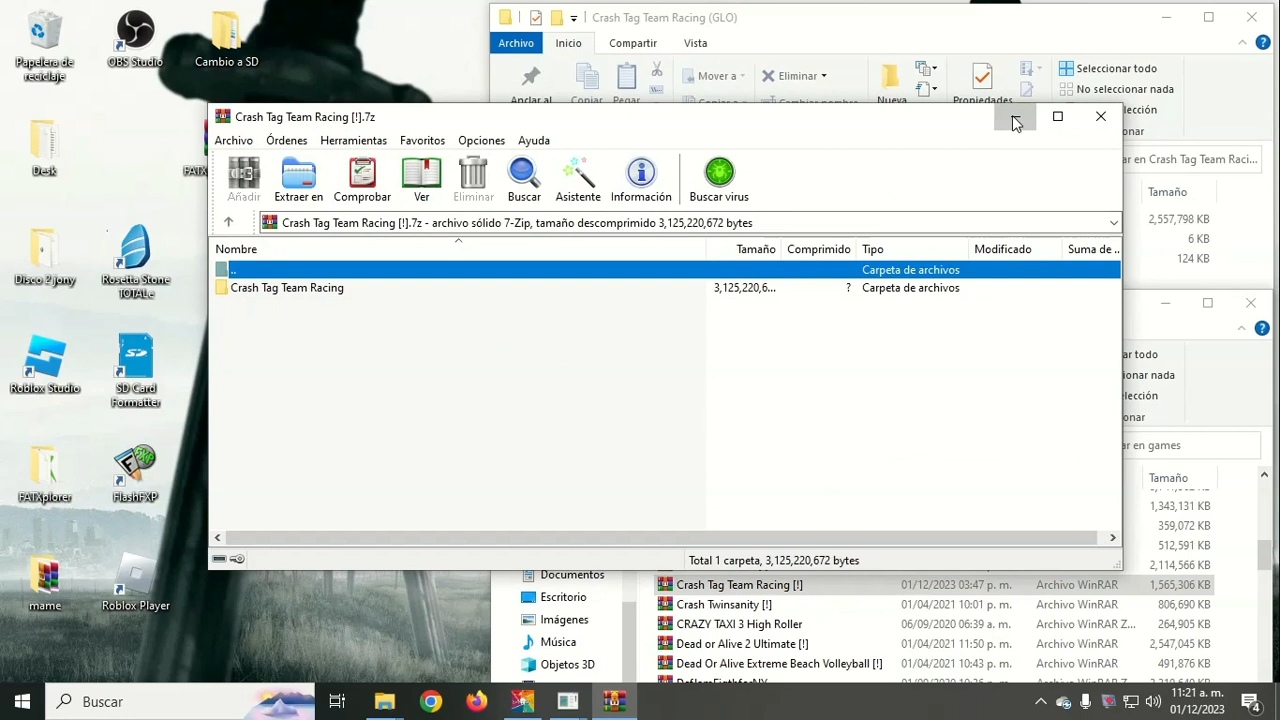 Papelera de
reciclaje
OBS Studio
Cambio a SD
Desk
FATX
Disco 2 jony
Rosetta Stone
TOTALe
Roblox Studio
SD Card
Formatter
FATXplorer
FlashFXP
mame
Roblox Player
Crash Tag Team Racing (GLO)
Archivo Inicio Compartir Vista
Mover a Eliminar Seleccionar todo
No seleccionar nada
Anclar al Copiar Pegar Nueva Propiedades
Crash Tag Team Racing [!].7z
Archivo Órdenes Herramientas Favoritos Opciones Ayuda
Añadir Extraer en Comprobar Ver Eliminar Buscar Asistente Información Buscar virus
Crash Tag Team Racing [!].7z - archivo sólido 7-Zip, tamaño descomprimido 3,125,220,672 bytes
Nombre Tamaño Comprimido Tipo Modificado Suma de ..
.. Carpeta de archivos
Crash Tag Team Racing 3,125,220,6... ? Carpeta de archivos
Total 1 carpeta, 3,125,220,672 bytes
lección
ar en Crash Tag Team Raci...
Tamaño
2,557,798 KB
6 KB
124 KB
ar todo
ionar nada
lección
ar en games
Tamaño
1,343,131 KB
359,072 KB
512,591 KB
2,114,566 KB
Documentos
Escritorio
Imágenes
Música
Objetos 3D
Crash Tag Team Racing [!] 01/12/2023 03:47 p. m. Archivo WinRAR 1,565,306 KB
Crash Twinsanity [!] 01/04/2021 10:01 p. m. Archivo WinRAR 806,690 KB
CRAZY TAXI 3 High Roller 06/09/2020 06:39 a. m. Archivo WinRAR Z... 264,905 KB
Dead or Alive 2 Ultimate [!] 01/04/2021 11:50 p. m. Archivo WinRAR 2,547,045 KB
Dead Or Alive Extreme Beach Volleyball [!] 01/04/2021 10:43 p. m. Archivo WinRAR 491,876 KB
Buscar
11:21 a. m.
01/12/2023
4